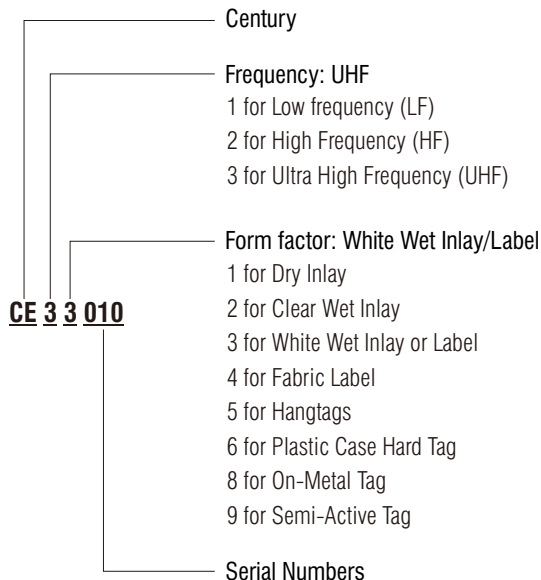 Century
Frequency: UHF
1 for Low frequency (LF)
2 for High Frequency (HF)
3 for Ultra High Frequency (UHF)
Form factor: White Wet Inlay/Label
1 for Dry Inlay
2 for Clear Wet Inlay
CE 3 3 010
3 for White Wet Inlay or Label
4 for Fabric Label
5 for Hangtags
6 for Plastic Case Hard Tag
8 for On-Metal Tag
9 for Semi-Active Tag
Serial Numbers